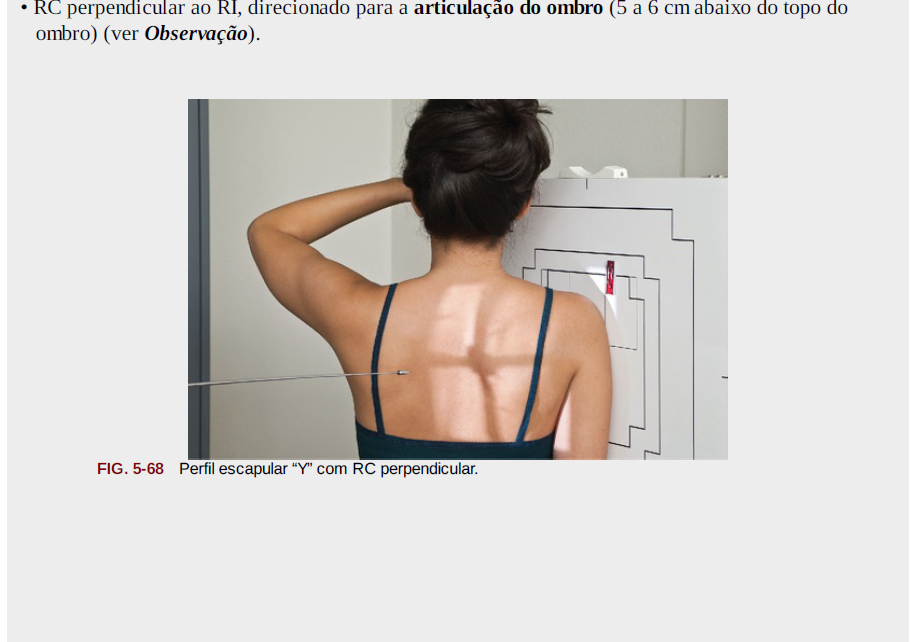 • RC perpendicular ao RI, direcionado para a articulação do ombro (5 a 6 cm abaixo do topo do
ombro) (ver Observação).
FIG. 5-68 Perfil escapular “Y” com RC perpendicular.